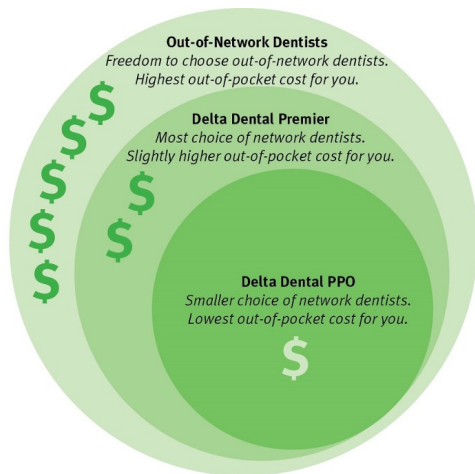 Out-of-Network Dentists
Freedom to choose out-of-network dentists.
Highest out-of-pocket cost for you.
$
$
$
$
$
Delta Dental Premier
Most choice of network dentists.
Slightly higher out-of-pocket cost for you.
$
$
Delta Dental PPO
Smaller choice of network dentists.
Lowest out-of-pocket cost for you.
$